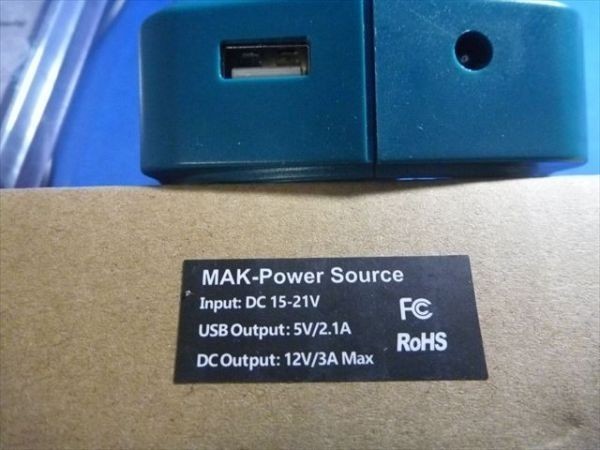 MAK-Power Source
Input: DC 15-21V
USB Output: 5V/2.1A
DC Output: 12V/3A Max
FC
RoHS